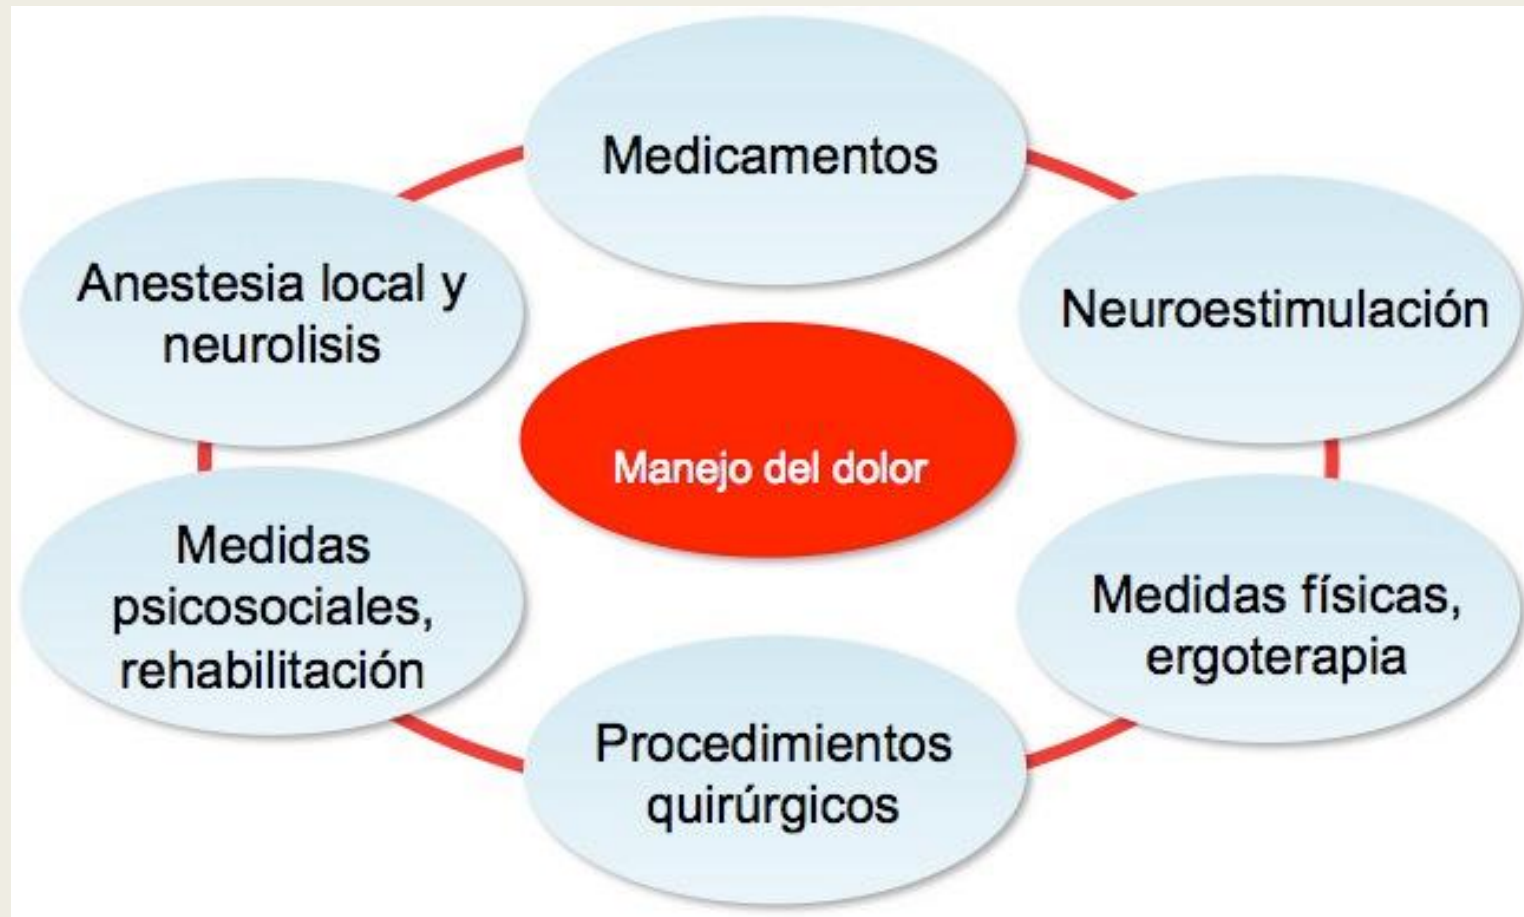 Medicamentos
Neuroestimulación
Medidas físicas,
ergoterapia
Procedimientos
quirúrgicos
Medidas
psicosociales,
rehabilitación
Anestesia local y
neurolisis
Manejo del dolor